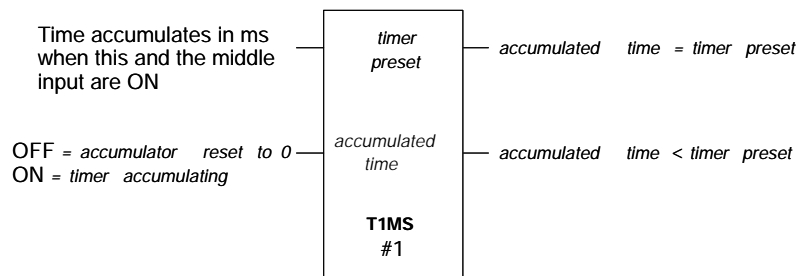 Time accumulates in ms
when this and the middle
input are ON
timer
preset
accumulated time = timer preset
OFF = accumulator reset to 0
ON = timer accumulating
accumulated
time
accumulated time < timer preset
T1MS
#1